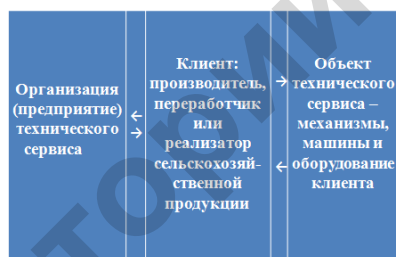 Организация
(предприятие)
технического
сервиса
←
→
Клиент:
производитель,
переработчик
или
реализатор
сельскохозяй-
ственной
продукции
→
←
Объект
технического
сервиса –
механизмы,
машины и
оборудование
клиента